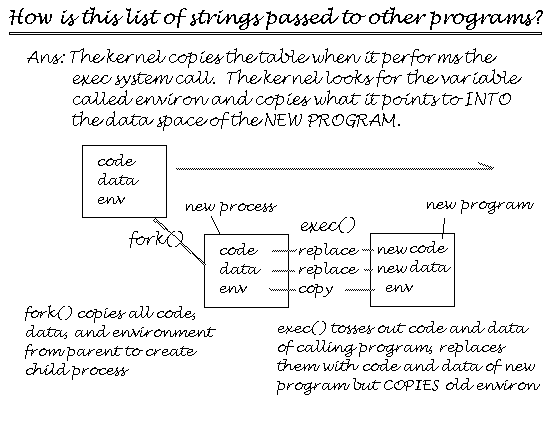 How is this list of strings passed to other programs?
Ans: The kernel copies the table when it performs the
exec system call. The kernel looks for the variable
called environ and copies what it points to INTO
the data space of the NEW PROGRAM.
code
data
env
new process
new program
fork()
exec()
code replace new code
data replace new data
env copy env
fork() copies all code,
data, and environment
from parent to create
child process
exec() tosses out code and data
of calling program, replaces
them with code and data of new
program but COPIES old environ